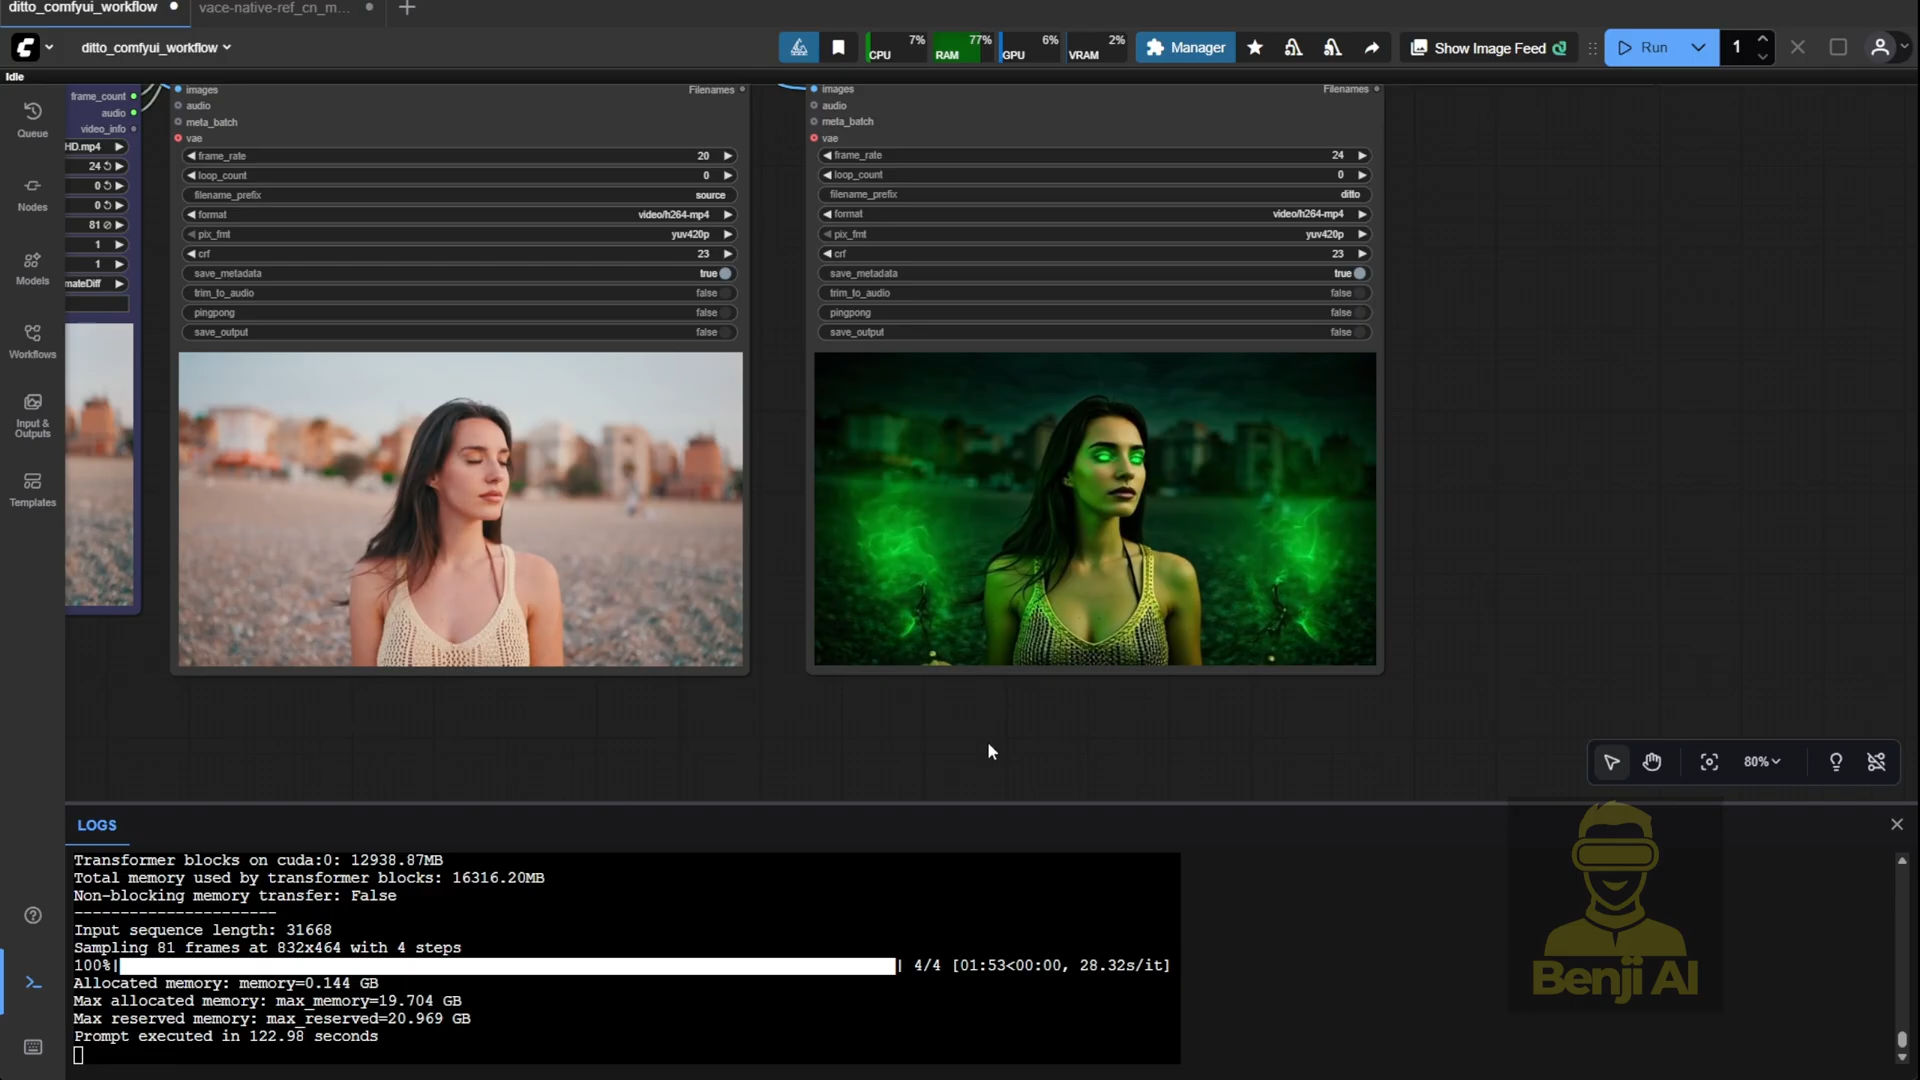 ditto_comfyui_workflow
vace-native-ref_cn_m...
ditto_comfyui_workflow
CPU 7%
RAM 77%
GPU 6%
VRAM 2%
Manager
Show Image Feed
Run
1
Idle
Queue
Nodes
Models
Workflows
Input &
Outputs
Templates
frame_count
audio
video_info
HD.mp4
24
0
0
81
1
1
mateDiff
images Filenames
audio
meta_batch
vae
frame_rate 20
loop_count 0
filename_prefix source
format video/h264-mp4
pix_fmt yuv420p
crf 23
save_metadata true
trim_to_audio false
pingpong false
save_output false
images Filenames
audio
meta_batch
vae
frame_rate 24
loop_count 0
filename_prefix ditto
format video/h264-mp4
pix_fmt yuv420p
crf 23
save_metadata true
trim_to_audio false
pingpong false
save_output false
80%
LOGS
Transformer blocks on cuda:0: 12938.87MB
Total memory used by transformer blocks: 16316.20MB
Non-blocking memory transfer: False
----------------------
Input sequence length: 31668
Sampling 81 frames at 832x464 with 4 steps
100%| | 4/4 [01:53<00:00, 28.32s/it]
Allocated memory: memory=0.144 GB
Max allocated memory: max_memory=19.704 GB
Max reserved memory: max_reserved=20.969 GB
Prompt executed in 122.98 seconds
Benji AI